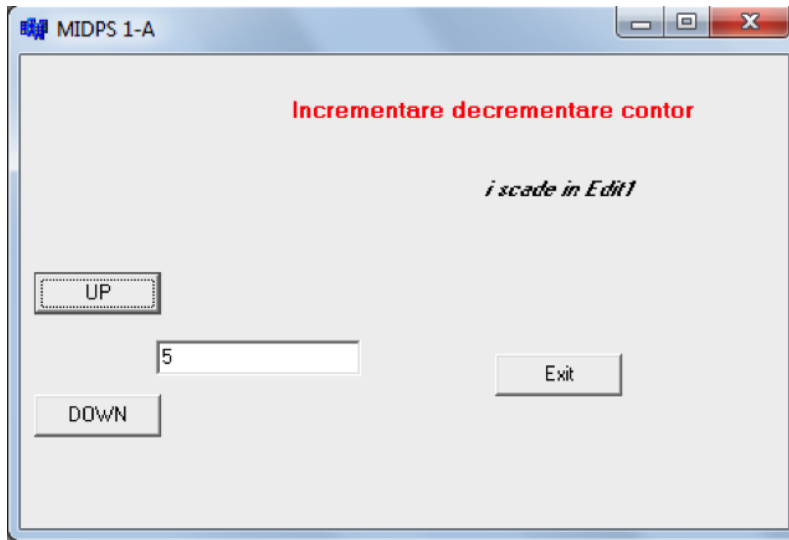 MIDPS 1-A
Incrementare decrementare contor
i scade in Edit1
UP
5
Exit
DOWN